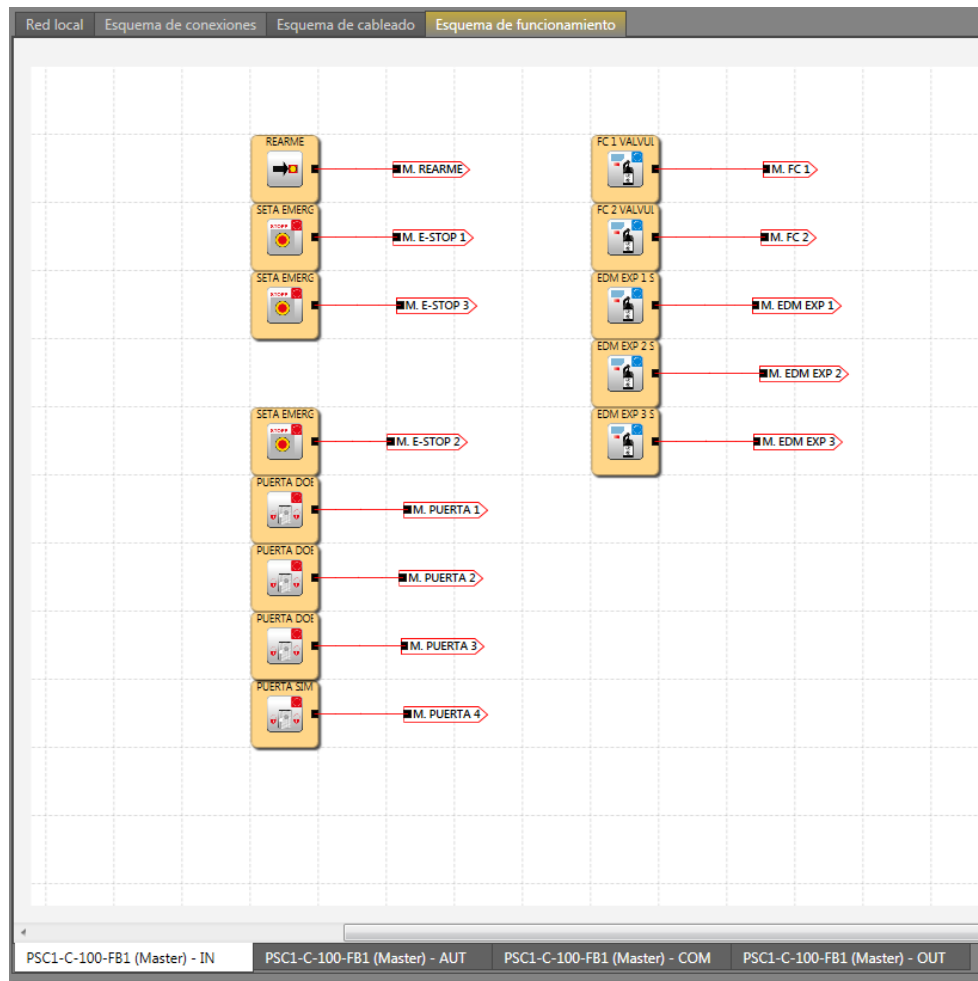 Red local
Esquema de conexiones
Esquema de cableado
Esquema de funcionamiento
REARME
M. REARME
SETA EMERG
M. E-STOP 1
SETA EMERG
M. E-STOP 3
SETA EMERG
M. E-STOP 2
PUERTA DOB
M. PUERTA 1
PUERTA DOB
M. PUERTA 2
PUERTA DOB
M. PUERTA 3
PUERTA SIM
M. PUERTA 4
FC 1 VALVUL
M. FC 1
FC 2 VALVUL
M. FC 2
EDM EXP 1 S
M. EDM EXP 1
EDM EXP 2 S
M. EDM EXP 2
EDM EXP 3 S
M. EDM EXP 3
PSC1-C-100-FB1 (Master) - IN
PSC1-C-100-FB1 (Master) - AUT
PSC1-C-100-FB1 (Master) - COM
PSC1-C-100-FB1 (Master) - OUT